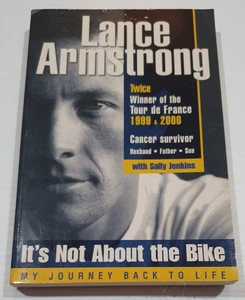 Lance
Armstrong
Twice
Winner of the
Tour de France
1999 & 2000
Cancer survivor
Husband • Father • Son
with Sally Jenkins
It's Not About the Bike
MY JOURNEY BACK TO LIFE